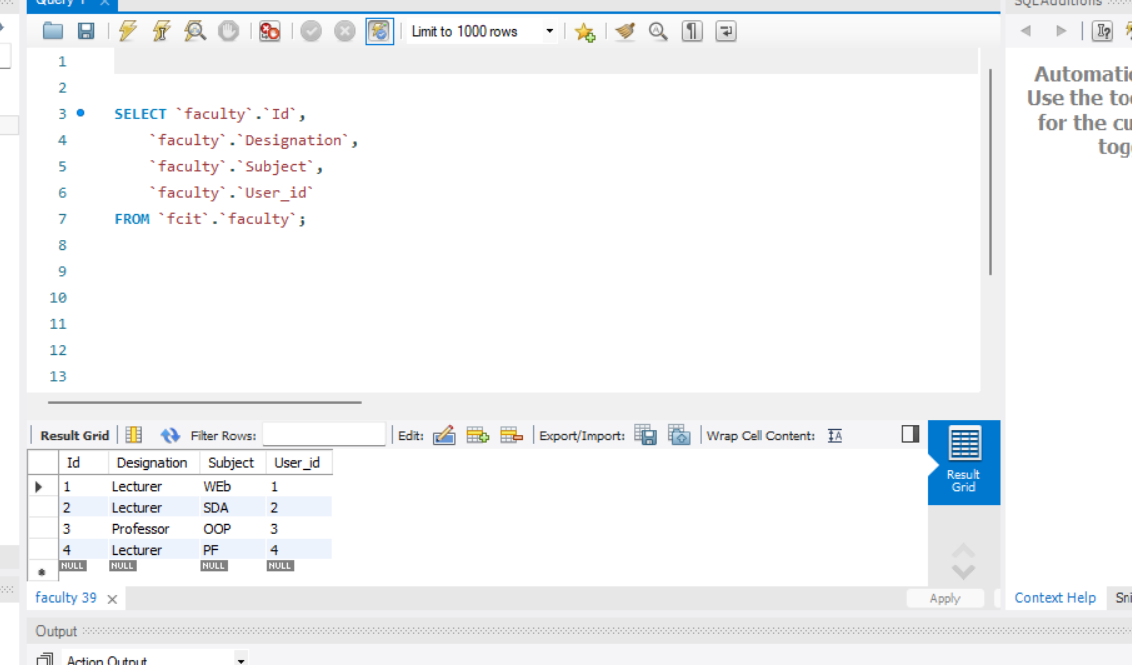 Query 1
SQLAdditions
Limit to 1000 rows
1
2
3 SELECT `faculty`.`Id`,
4 `faculty`.`Designation`,
5 `faculty`.`Subject`,
6 `faculty`.`User_id`
7 FROM `fcit`.`faculty`;
8
9
10
11
12
13
Automatic
Use the too
for the cu
tog
Result Grid Filter Rows: Edit: Export/Import: Wrap Cell Content: IA
Id Designation Subject User_id
1 Lecturer WEb 1
2 Lecturer SDA 2
3 Professor OOP 3
4 Lecturer PF 4
NULL NULL NULL NULL
Result
Grid
faculty 39
Apply
Context Help Sni
Output
Action Output